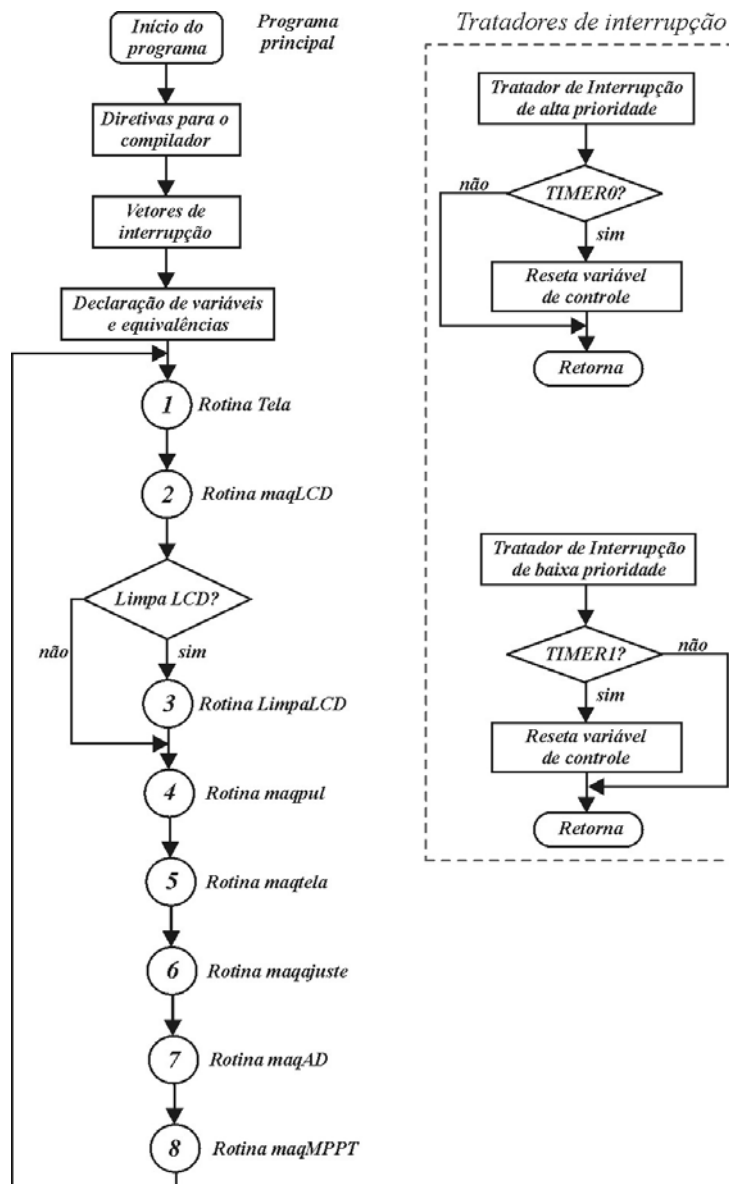 Início do
programa
Programa
principal
Diretivas para o
compilador
Vetores de
interrupção
Declaração de variáveis
e equivalências
1 Rotina Tela
2 Rotina maqLCD
Limpa LCD?
não
sim
3 Rotina LimpaLCD
4 Rotina maqpul
5 Rotina maqtela
6 Rotina maqajuste
7 Rotina maqAD
8 Rotina maqMPPT
Tratadores de interrupção
Tratador de Interrupção
de alta prioridade
não
TIMER0?
sim
Reseta variável
de controle
Retorna
Tratador de Interrupção
de baixa prioridade
TIMER1?
não
sim
Reseta variável
de controle
Retorna